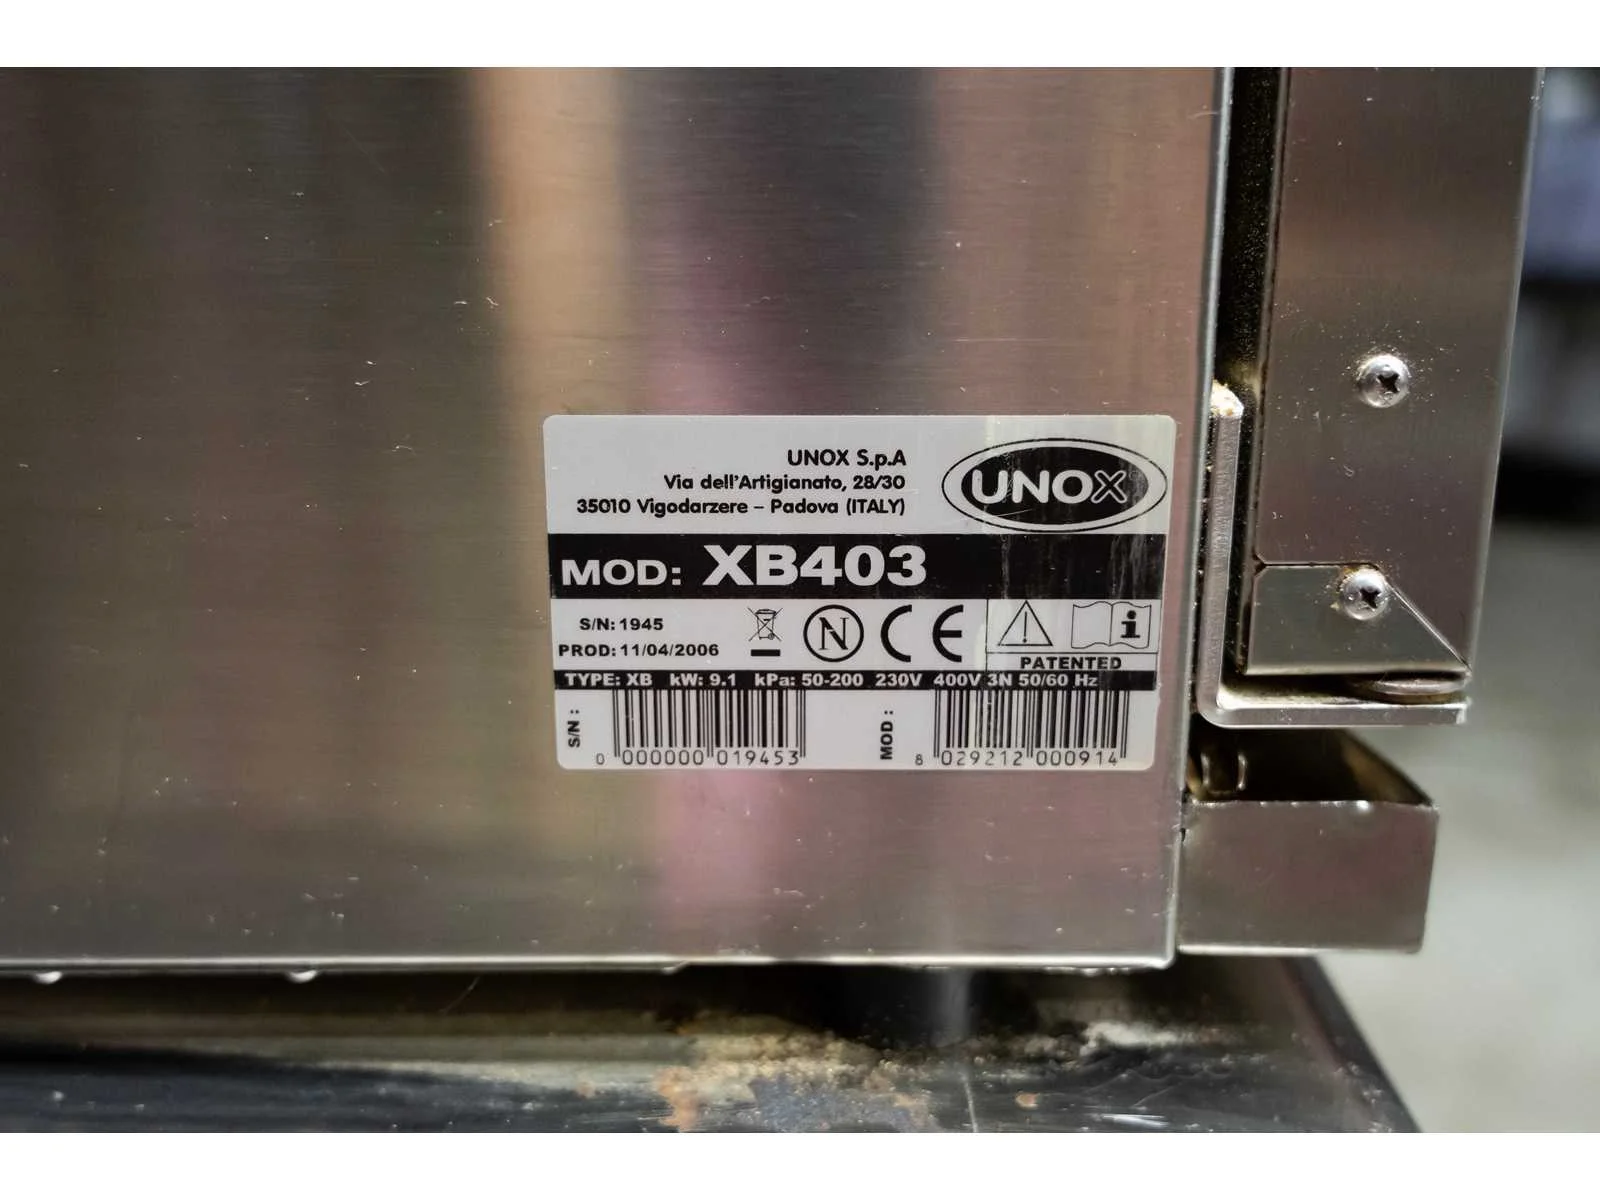 UNOX S.p.A
Via dell'Artigianato, 28/30
35010 Vigodarzere – Padova (ITALY)
UNOX
MOD: XB403
S/N: 1945
PROD: 11/04/2006
N
CE
i
PATENTED
TYPE: XB kW: 9.1 kPa: 50-200 230V 400V 3N 50/60 Hz
S/N :
0 000000 019453
MOD :
8 029212 000914